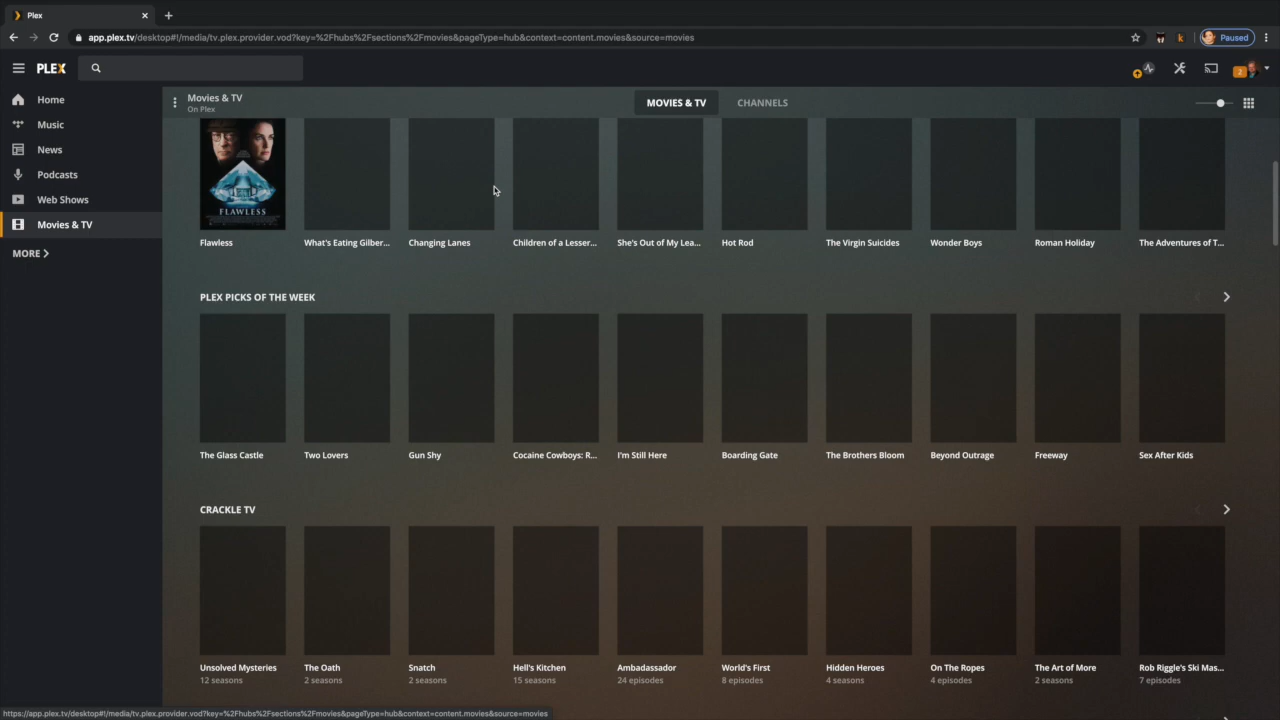 Plex
app.plex.tv/desktop#!/media/tv.plex.provider.vod?key=%2Fhubs%2Fsections%2Fmovies&pageType=hub&context=content.movies&source=movies
Paused
PLEX
2
Home
Music
News
Podcasts
Web Shows
Movies & TV
MORE
Movies & TV
On Plex
MOVIES & TV
CHANNELS
FLAWLESS
Flawless
What's Eating Gilber...
Changing Lanes
Children of a Lesser...
She's Out of My Lea...
Hot Rod
The Virgin Suicides
Wonder Boys
Roman Holiday
The Adventures of T...
PLEX PICKS OF THE WEEK
The Glass Castle
Two Lovers
Gun Shy
Cocaine Cowboys: R...
I'm Still Here
Boarding Gate
The Brothers Bloom
Beyond Outrage
Freeway
Sex After Kids
CRACKLE TV
Unsolved Mysteries
12 seasons
The Oath
2 seasons
Snatch
2 seasons
Hell's Kitchen
15 seasons
Ambadassador
24 episodes
World's First
8 episodes
Hidden Heroes
4 seasons
On The Ropes
4 episodes
The Art of More
2 seasons
Rob Riggle's Ski Mas...
7 episodes
https://app.plex.tv/desktop#!/media/tv.plex.provider.vod?key=%2Fhubs%2Fsections%2Fmovies&pageType=hub&context=content.movies&source=movies